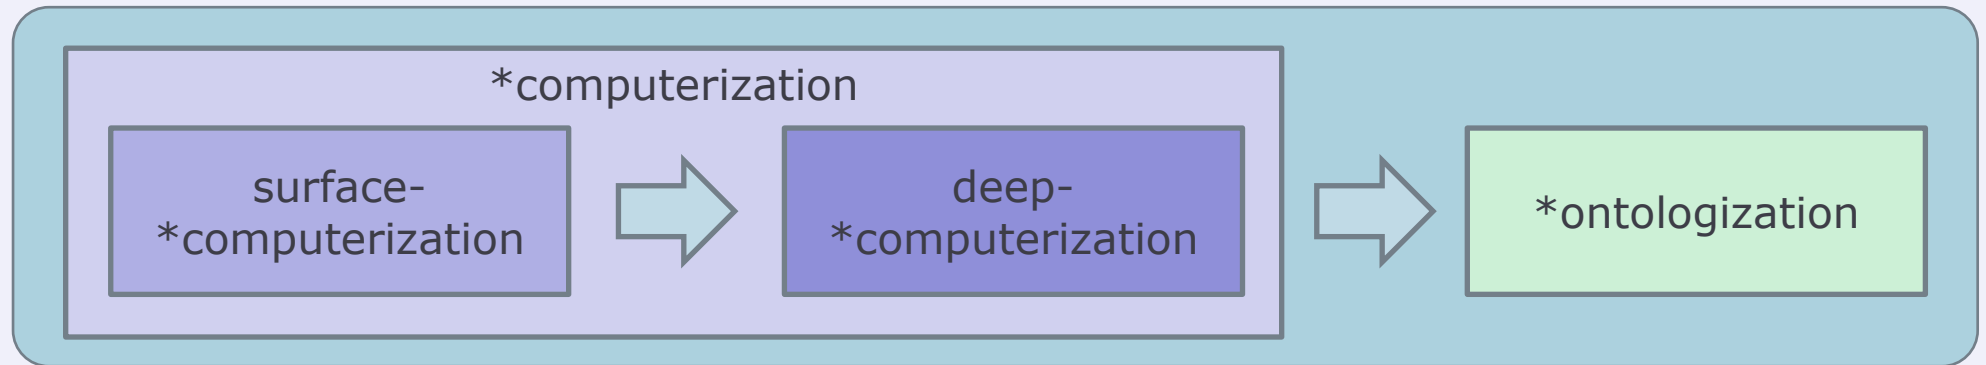 *computerization
surface-
*computerization
deep-
*computerization
*ontologization